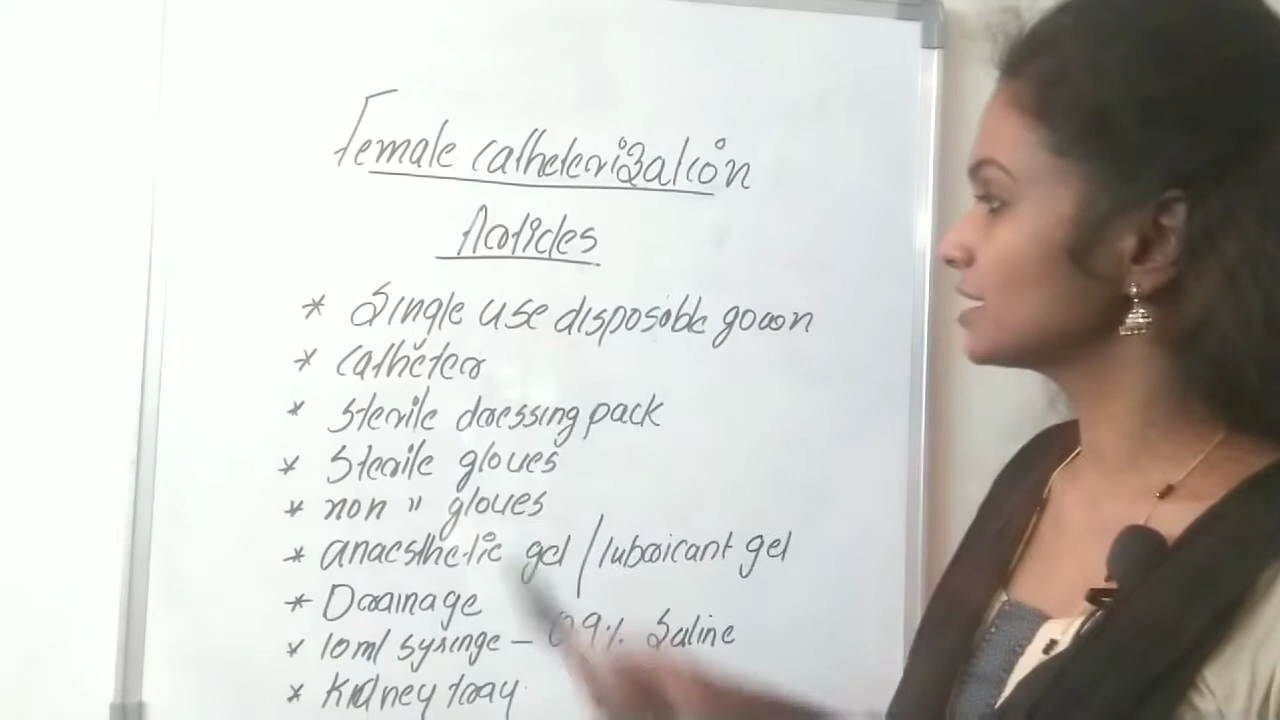 Female catheterization
Articles
* Single use disposable gown
* catheter
* Sterile dressing pack
* Sterile gloves
* non " gloves
* anaesthetic gel / lubricant gel
* Drainage
* 10ml syringe - 0.9% Saline
* Kidney tray